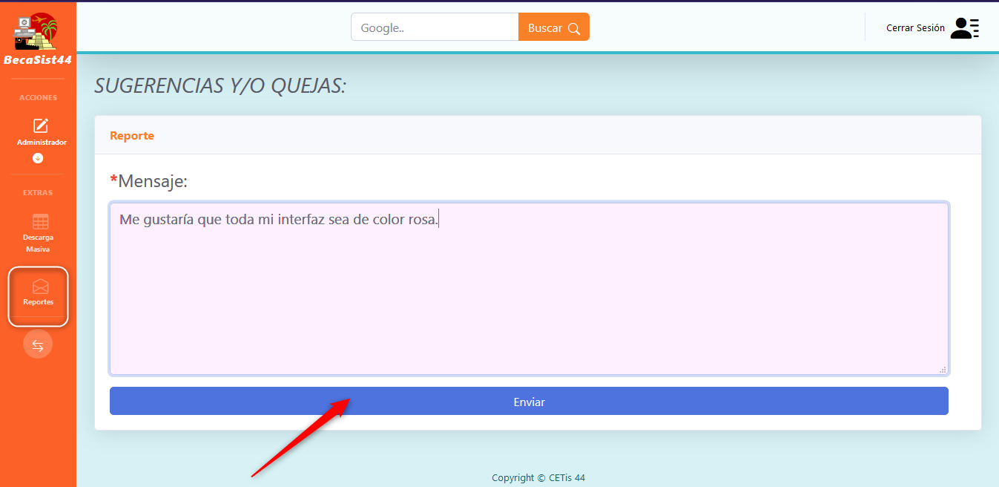 BecaSist44
ACCIONES
Administrador
EXTRAS
Descarga
Masiva
Reportes
Google..
Buscar
Cerrar Sesión
SUGERENCIAS Y/O QUEJAS:
Reporte
*Mensaje:
Me gustaría que toda mi interfaz sea de color rosa.
Enviar
Copyright © CETis 44